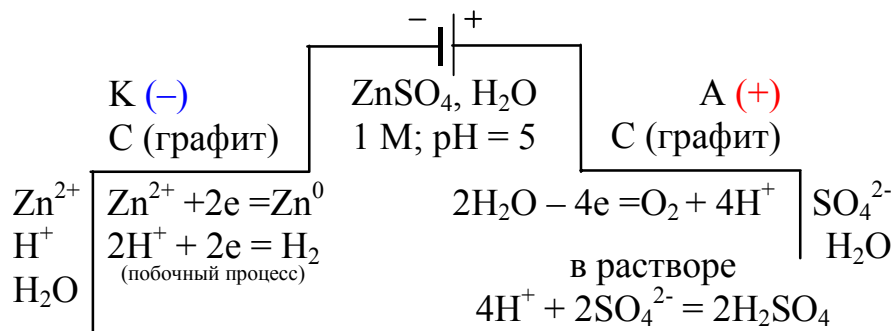 − +
K (−) ZnSO₄, H₂O A (+)
C (графит) 1 M; pH = 5 C (графит)
Zn²⁺ Zn²⁺ +2e =Zn⁰ 2H₂O – 4e =O₂ + 4H⁺ SO₄²⁻
H⁺ 2H⁺ + 2e = H₂ H₂O
(побочный процесс)
H₂O в растворе
4H⁺ + 2SO₄²⁻ = 2H₂SO₄